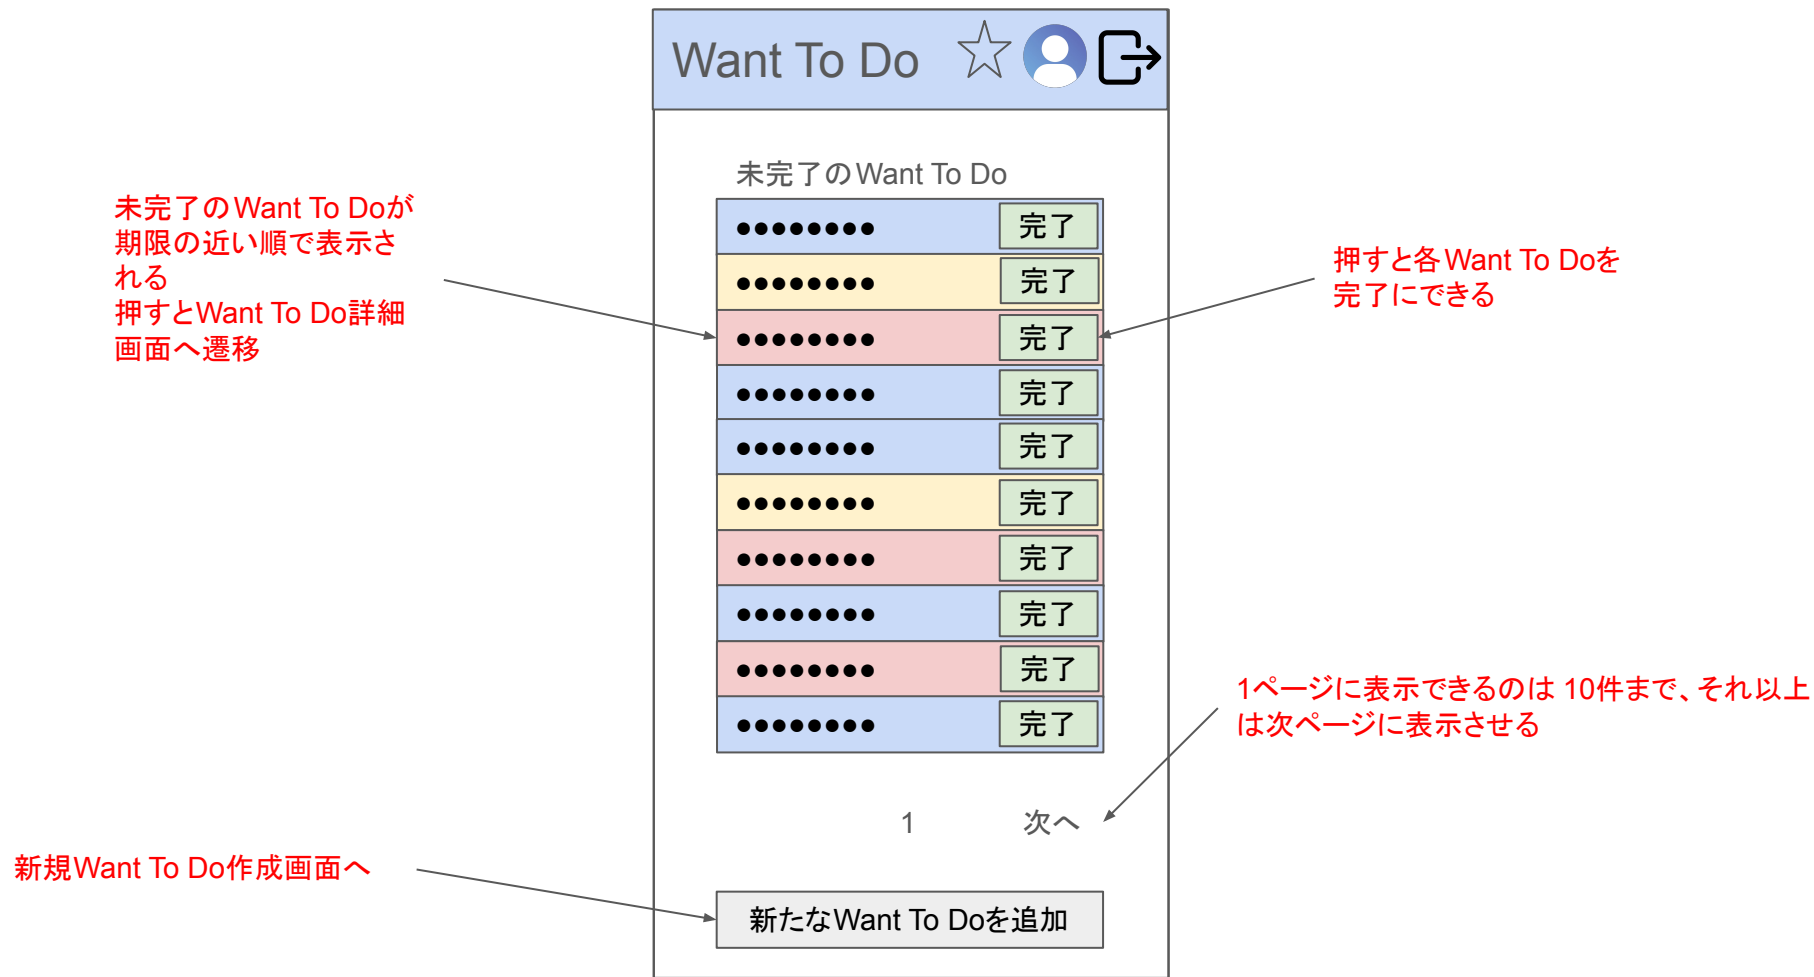 Want To Do
未完了のWant To Do
●●●●●●●● 完了
●●●●●●●● 完了
●●●●●●●● 完了
●●●●●●●● 完了
●●●●●●●● 完了
●●●●●●●● 完了
●●●●●●●● 完了
●●●●●●●● 完了
●●●●●●●● 完了
●●●●●●●● 完了
1 次へ
新たなWant To Doを追加
未完了のWant To Doが
期限の近い順で表示さ
れる
押すとWant To Do詳細
画面へ遷移
押すと各Want To Doを
完了にできる
1ページに表示できるのは10件まで、それ以上
は次ページに表示させる
新規Want To Do作成画面へ